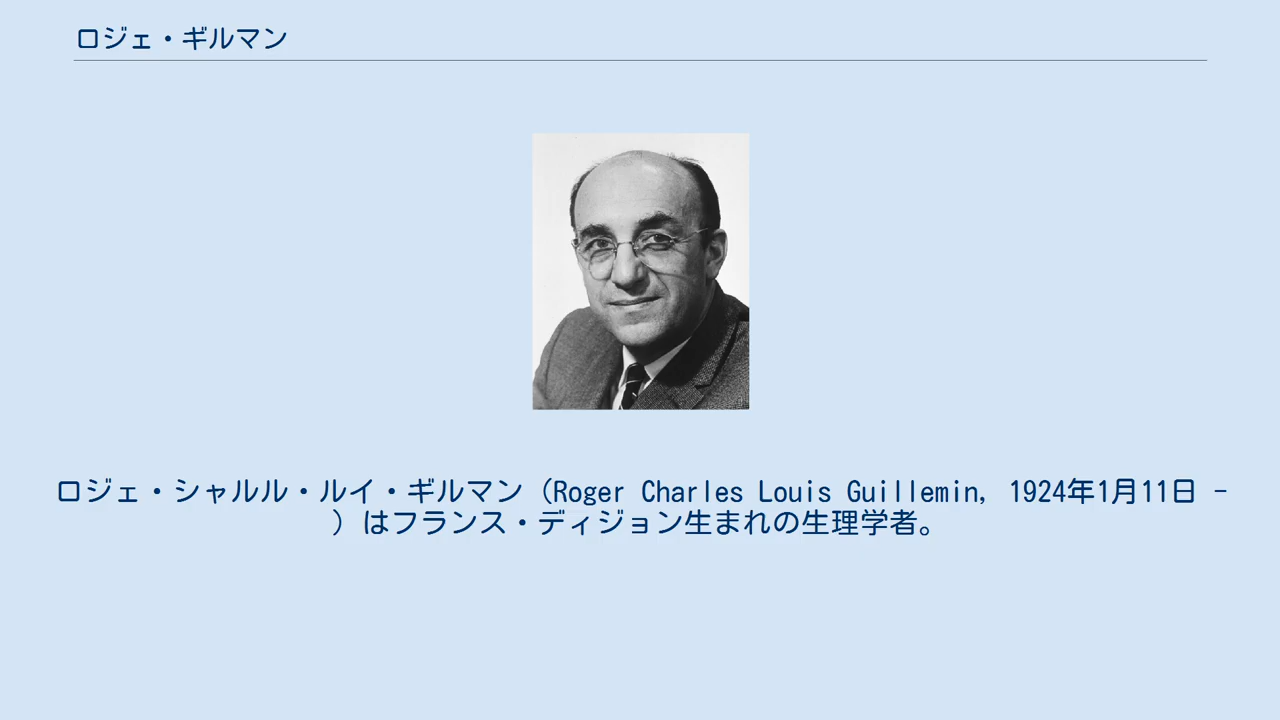 ロジェ・ギルマン
ロジェ・シャルル・ルイ・ギルマン（Roger Charles Louis Guillemin, 1924年1月11日 -
）はフランス・ディジョン生まれの生理学者。